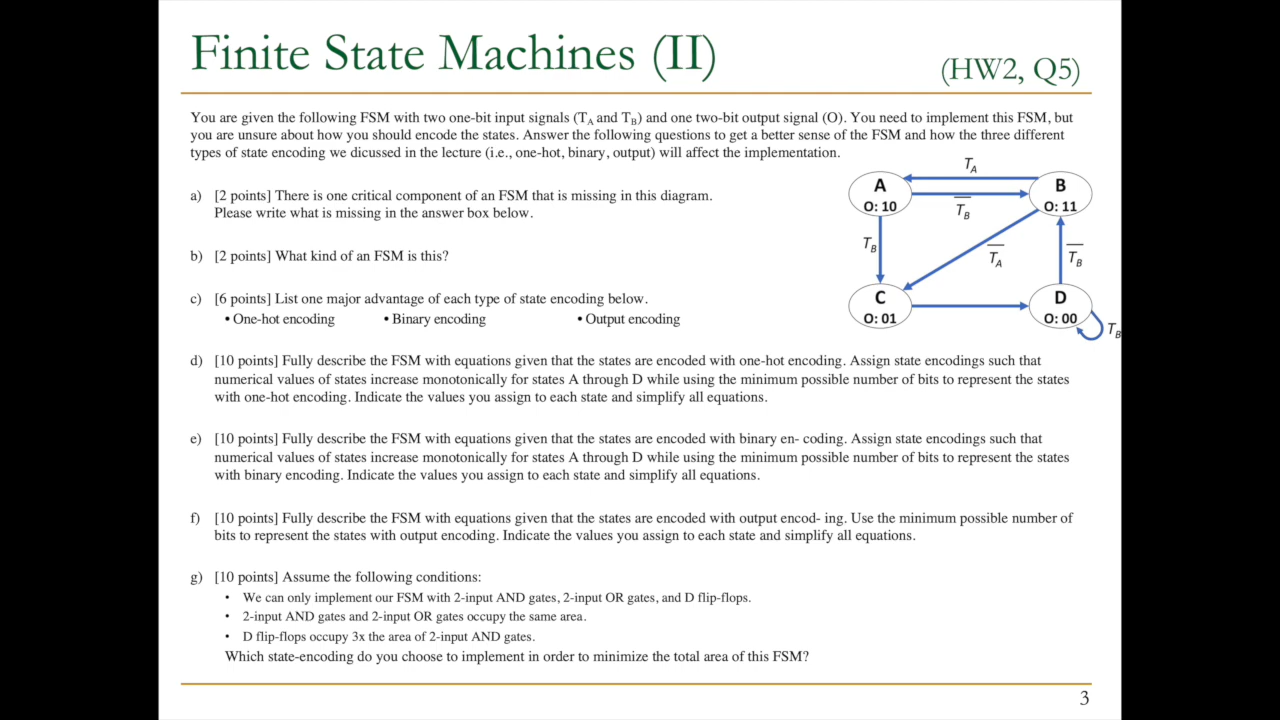 Finite State Machines (II)
(HW2, Q5)
You are given the following FSM with two one-bit input signals (T_A and T_B) and one two-bit output signal (O). You need to implement this FSM, but
you are unsure about how you should encode the states. Answer the following questions to get a better sense of the FSM and how the three different
types of state encoding we dicussed in the lecture (i.e., one-hot, binary, output) will affect the implementation.
a) [2 points] There is one critical component of an FSM that is missing in this diagram.
Please write what is missing in the answer box below.
b) [2 points] What kind of an FSM is this?
c) [6 points] List one major advantage of each type of state encoding below.
• One-hot encoding • Binary encoding • Output encoding
T_A
A
O: 10
B
O: 11
T̅_B
T_B
T̅_A
T̅_B
C
O: 01
D
O: 00
T_B
d) [10 points] Fully describe the FSM with equations given that the states are encoded with one-hot encoding. Assign state encodings such that
numerical values of states increase monotonically for states A through D while using the minimum possible number of bits to represent the states
with one-hot encoding. Indicate the values you assign to each state and simplify all equations.
e) [10 points] Fully describe the FSM with equations given that the states are encoded with binary en- coding. Assign state encodings such that
numerical values of states increase monotonically for states A through D while using the minimum possible number of bits to represent the states
with binary encoding. Indicate the values you assign to each state and simplify all equations.
f) [10 points] Fully describe the FSM with equations given that the states are encoded with output encod- ing. Use the minimum possible number of
bits to represent the states with output encoding. Indicate the values you assign to each state and simplify all equations.
g) [10 points] Assume the following conditions:
• We can only implement our FSM with 2-input AND gates, 2-input OR gates, and D flip-flops.
• 2-input AND gates and 2-input OR gates occupy the same area.
• D flip-flops occupy 3x the area of 2-input AND gates.
Which state-encoding do you choose to implement in order to minimize the total area of this FSM?
3